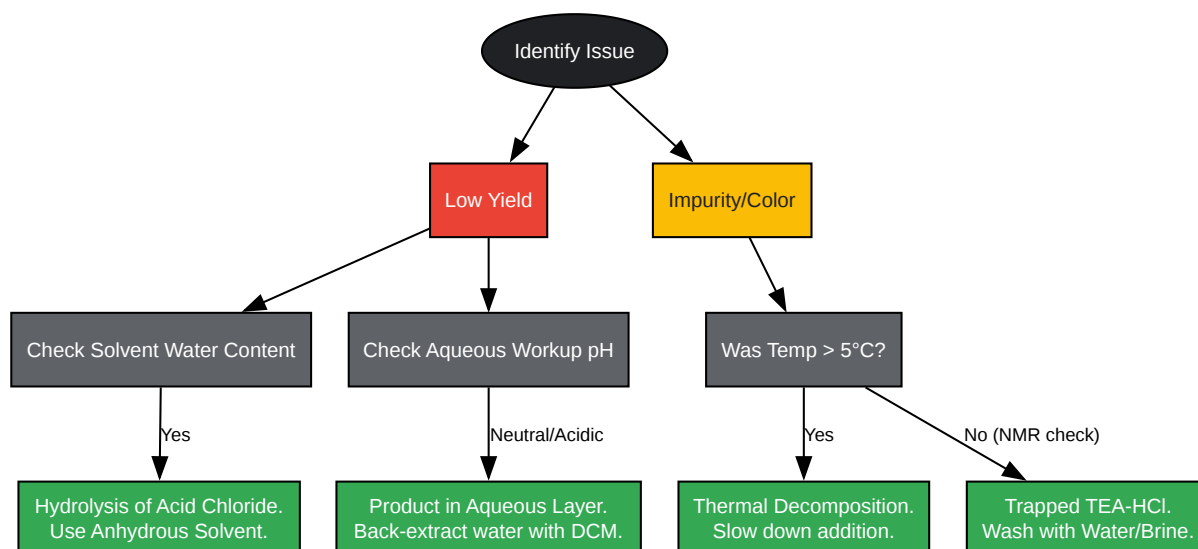 Identify Issue
Low Yield
Impurity/Color
Check Solvent Water Content
Check Aqueous Workup pH
Was Temp > 5°C?
Yes
Neutral/Acidic
Yes
No (NMR check)
Hydrolysis of Acid Chloride.
Use Anhydrous Solvent.
Product in Aqueous Layer.
Back-extract water with DCM.
Thermal Decomposition.
Slow down addition.
Trapped TEA-HCl.
Wash with Water/Brine.